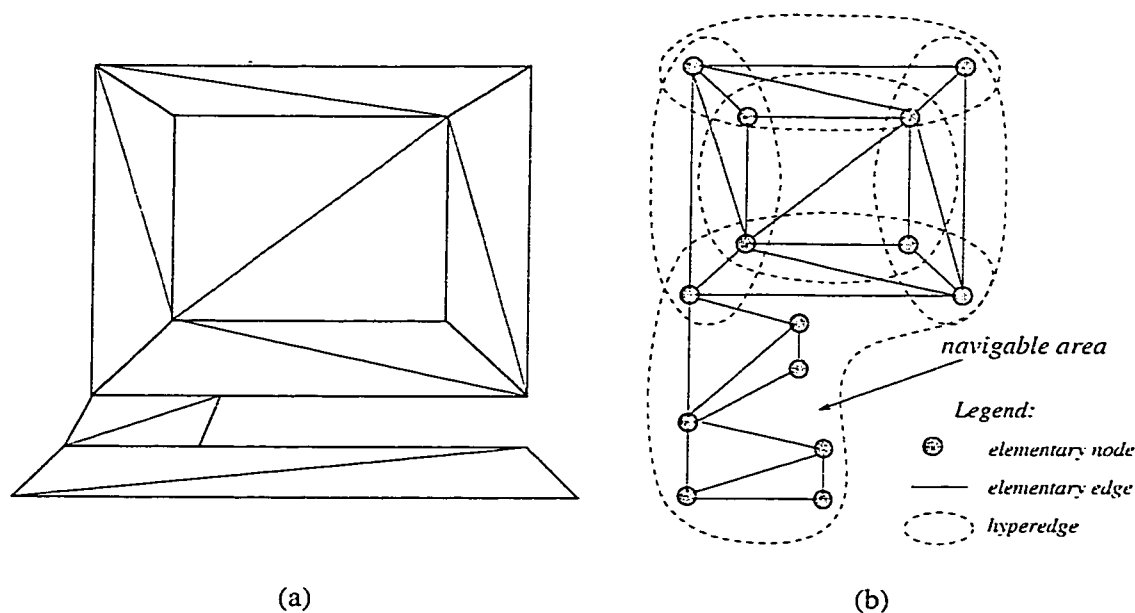 navigable area
Legend:
elementary node
elementary edge
hyperedge
(a)
(b)